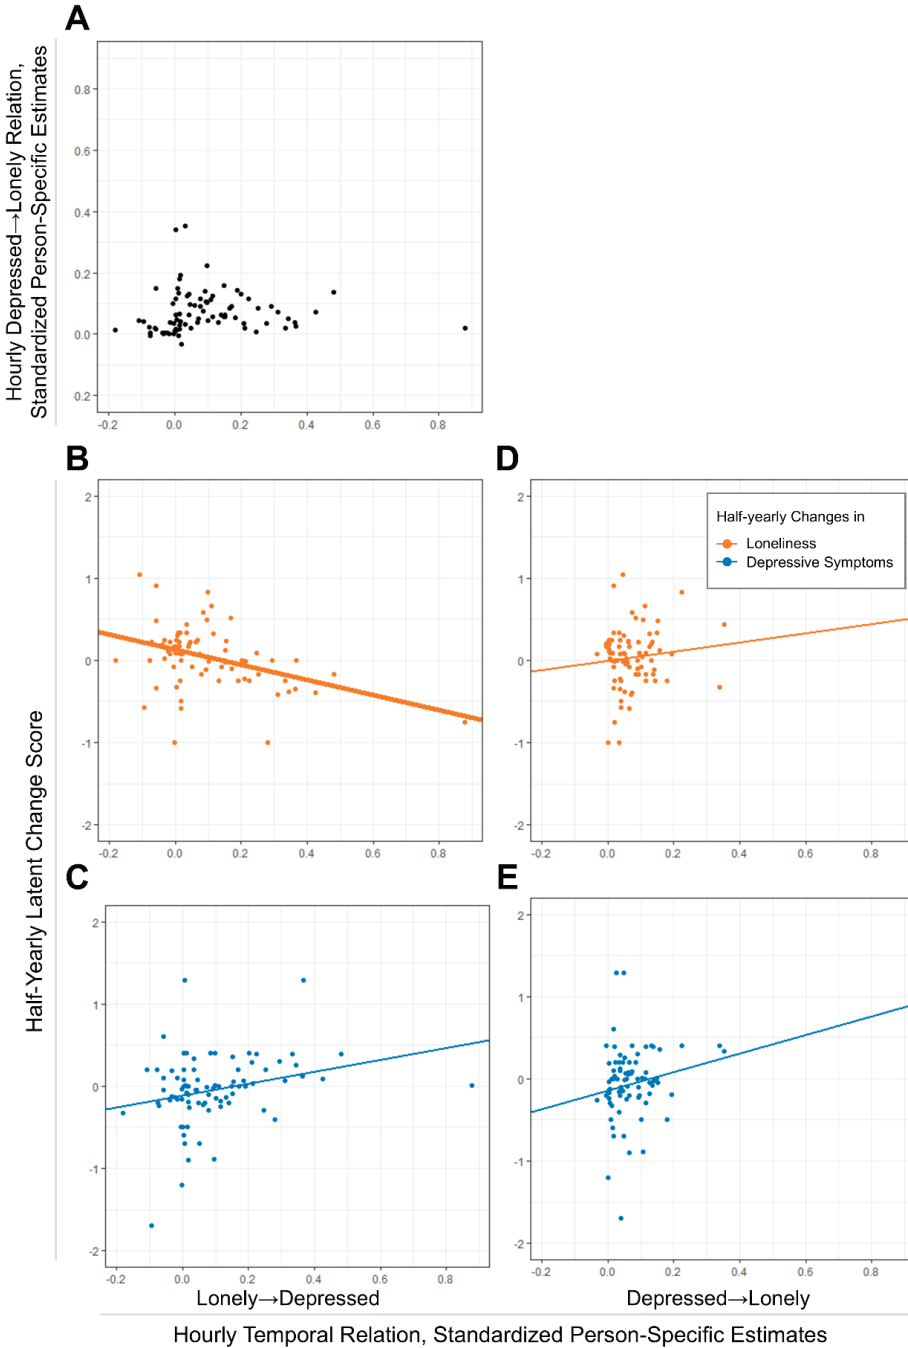 A
Hourly Depressed→Lonely Relation,
Standardized Person-Specific Estimates
0.8
0.6
0.4
0.2
0.0
0.2
-0.2 0.0 0.2 0.4 0.6 0.8
B
2
1
0
-1
-2
-0.2 0.0 0.2 0.4 0.6 0.8
D
Half-yearly Changes in
Loneliness
Depressive Symptoms
2
1
0
-1
-2
-0.2 0.0 0.2 0.4 0.6 0.8
Half-Yearly Latent Change Score
C
2
1
0
-1
-2
-0.2 0.0 0.2 0.4 0.6 0.8
Lonely→Depressed
E
2
1
0
-1
-2
-0.2 0.0 0.2 0.4 0.6 0.8
Depressed→Lonely
Hourly Temporal Relation, Standardized Person-Specific Estimates